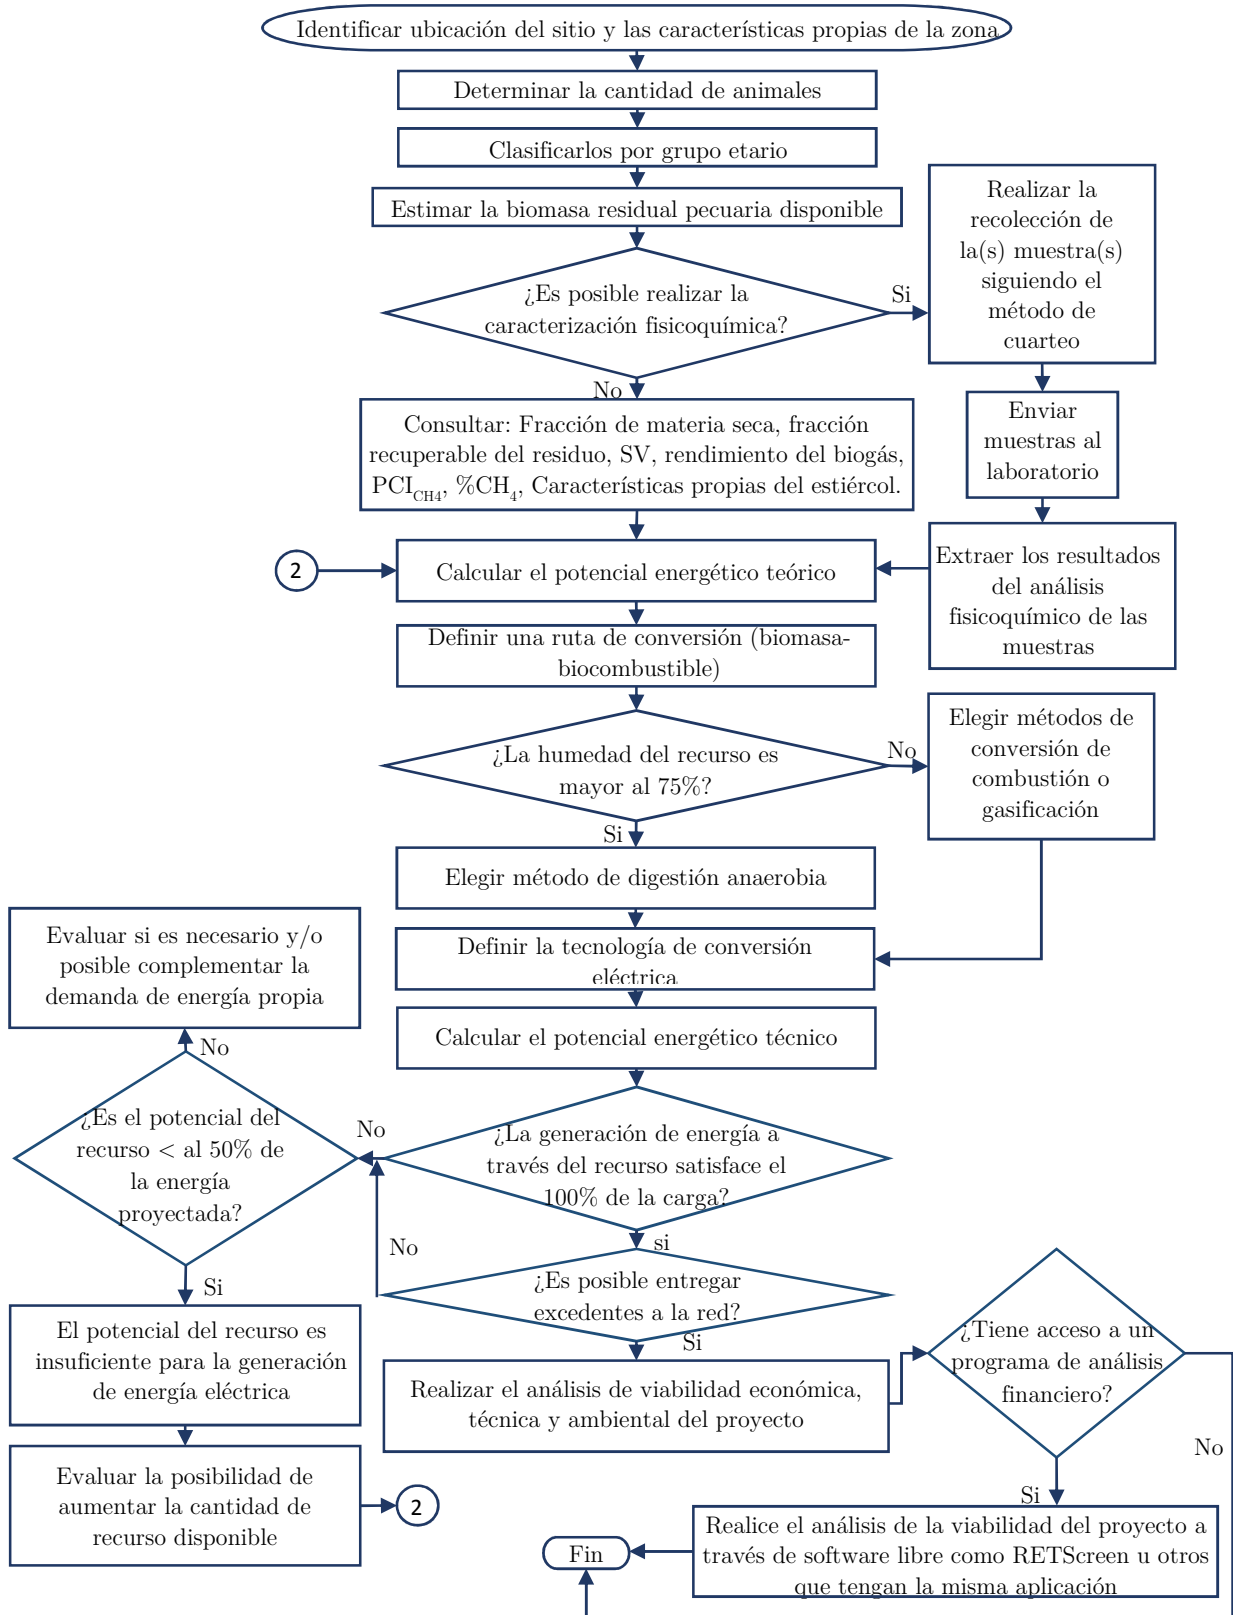 Identificar ubicación del sitio y las características propias de la zona
Determinar la cantidad de animales
Clasificarlos por grupo etario
Estimar la biomasa residual pecuaria disponible
¿Es posible realizar la
caracterización fisicoquímica?
Si
Realizar la
recolección de
la(s) muestra(s)
siguiendo el
método de
cuarteo
No
Enviar
muestras al
laboratorio
Consultar: Fracción de materia seca, fracción
recuperable del residuo, SV, rendimiento del biogás,
PCI_CH4, %CH₄, Características propias del estiércol.
Extraer los resultados
del análisis
fisicoquímico de las
muestras
2
Calcular el potencial energético teórico
Definir una ruta de conversión (biomasa-
biocombustible)
¿La humedad del recurso es
mayor al 75%?
No
Elegir métodos de
conversión de
combustión o
gasificación
Si
Elegir método de digestión anaerobia
Definir la tecnología de conversión
eléctrica
Calcular el potencial energético técnico
¿La generación de energía a
través del recurso satisface el
100% de la carga?
No
Evaluar si es necesario y/o
posible complementar la
demanda de energía propia
No
¿Es el potencial del
recurso < al 50% de
la energía
proyectada?
Si
El potencial del recurso es
insuficiente para la generación
de energía eléctrica
Evaluar la posibilidad de
aumentar la cantidad de
recurso disponible
2
si
No
¿Es posible entregar
excedentes a la red?
Si
Realizar el análisis de viabilidad económica,
técnica y ambiental del proyecto
¿Tiene acceso a un
programa de análisis
financiero?
No
Si
Realice el análisis de la viabilidad del proyecto a
través de software libre como RETScreen u otros
que tengan la misma aplicación
Fin